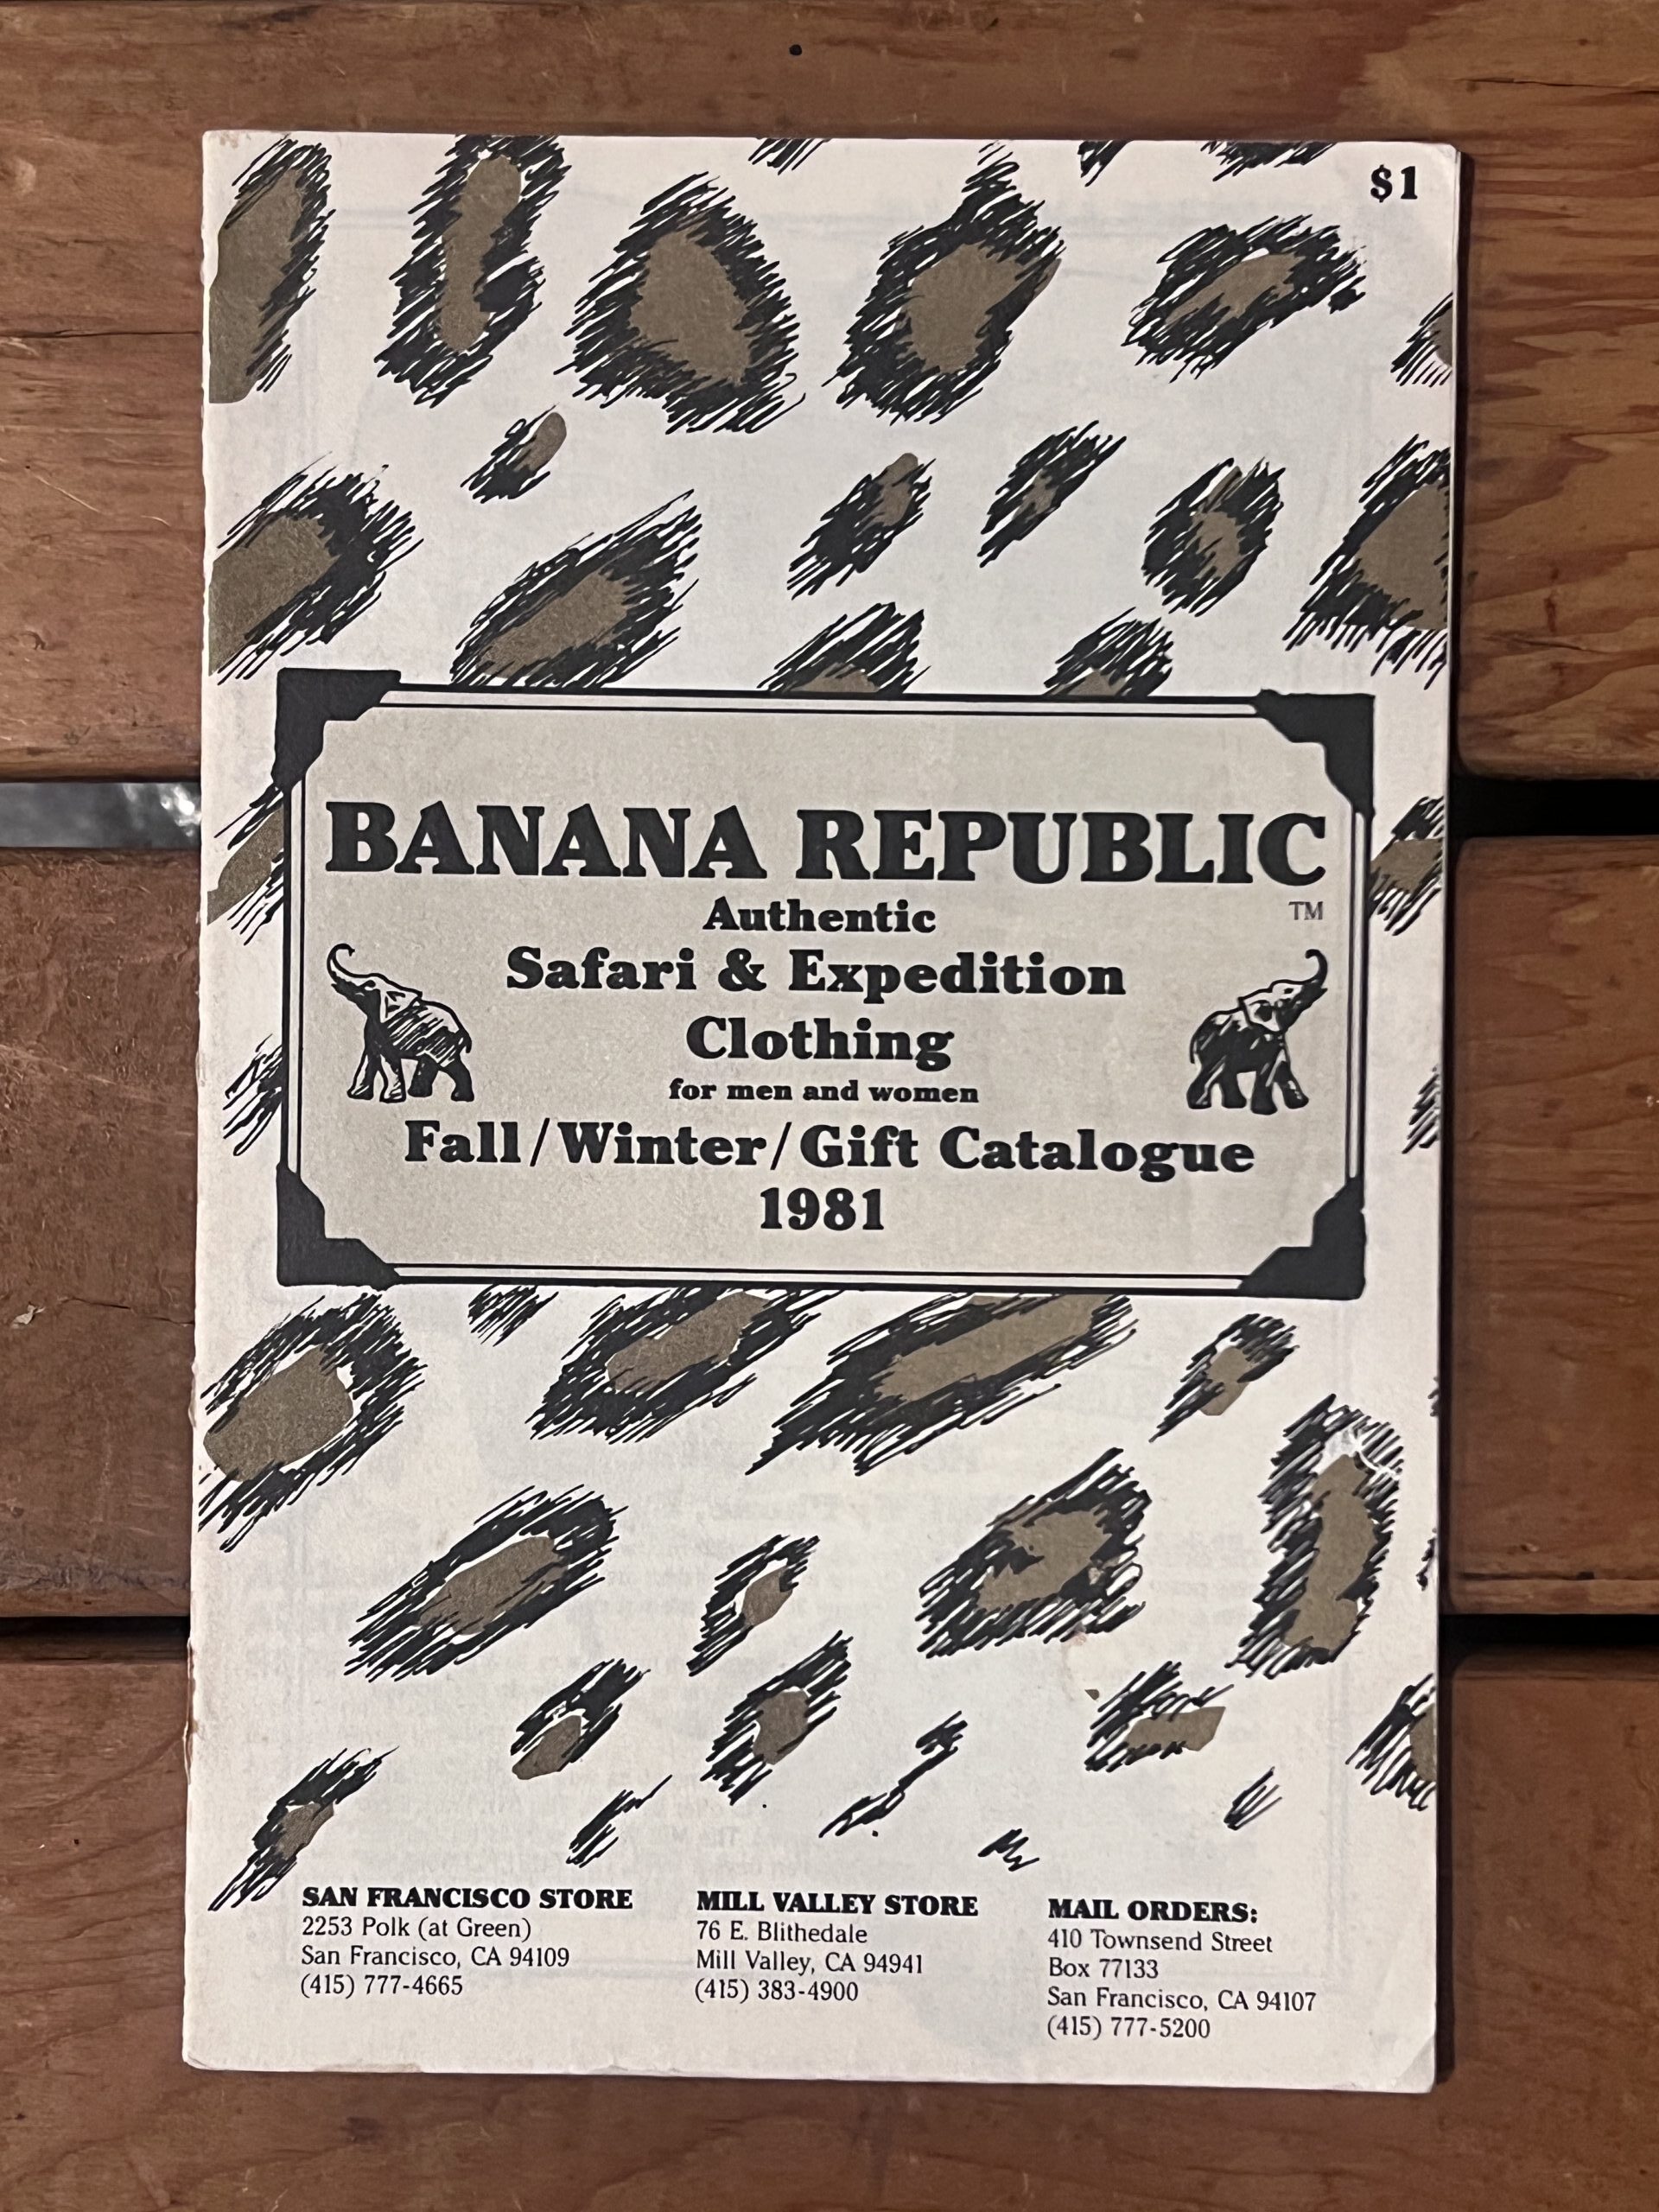 $1
BANANA REPUBLIC
TM
Authentic
Safari & Expedition
Clothing
for men and women
Fall/Winter/Gift Catalogue
1981
SAN FRANCISCO STORE
2253 Polk (at Green)
San Francisco, CA 94109
(415) 777-4665
MILL VALLEY STORE
76 E. Blithedale
Mill Valley, CA 94941
(415) 383-4900
MAIL ORDERS:
410 Townsend Street
Box 77133
San Francisco, CA 94107
(415) 777-5200